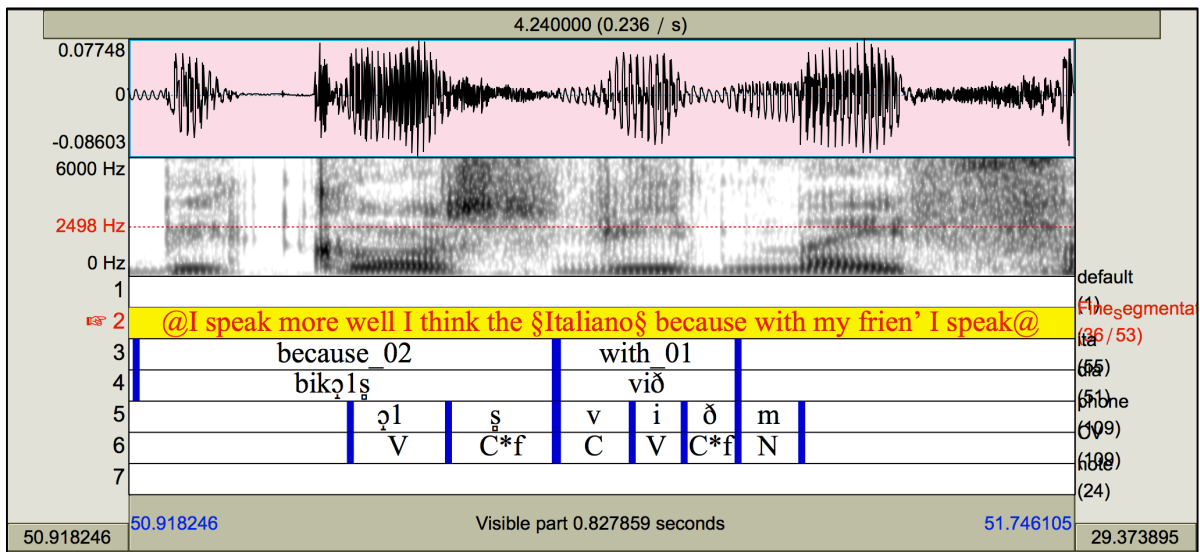 4.240000 (0.236 / s)
0.07748
0
-0.08603
6000 Hz
2498 Hz
0 Hz
default
1
(1)
☞ 2 @I speak more well I think the §Italiano§ because with my frien’ I speak@
(36/53)
3 because_02 with_01
(55)
4 bikɔ̣1s̻ við
(51)
phone
5 ɔ̣1 s̻ v i ð m
(109)
CV
6 V C*f C V C*f N
(109)
note
7
(24)
50.918246 Visible part 0.827859 seconds 51.746105
50.918246 29.373895